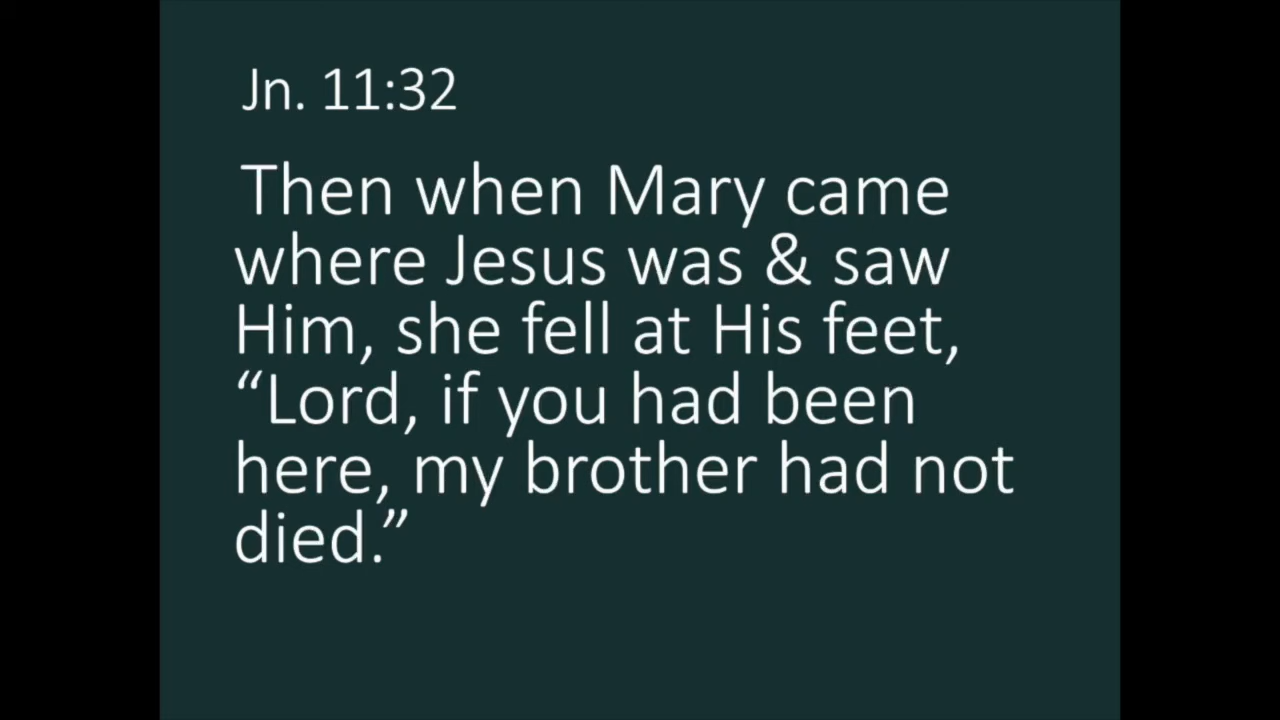 Jn. 11:32
Then when Mary came
where Jesus was & saw
Him, she fell at His feet,
“Lord, if you had been
here, my brother had not
died.”